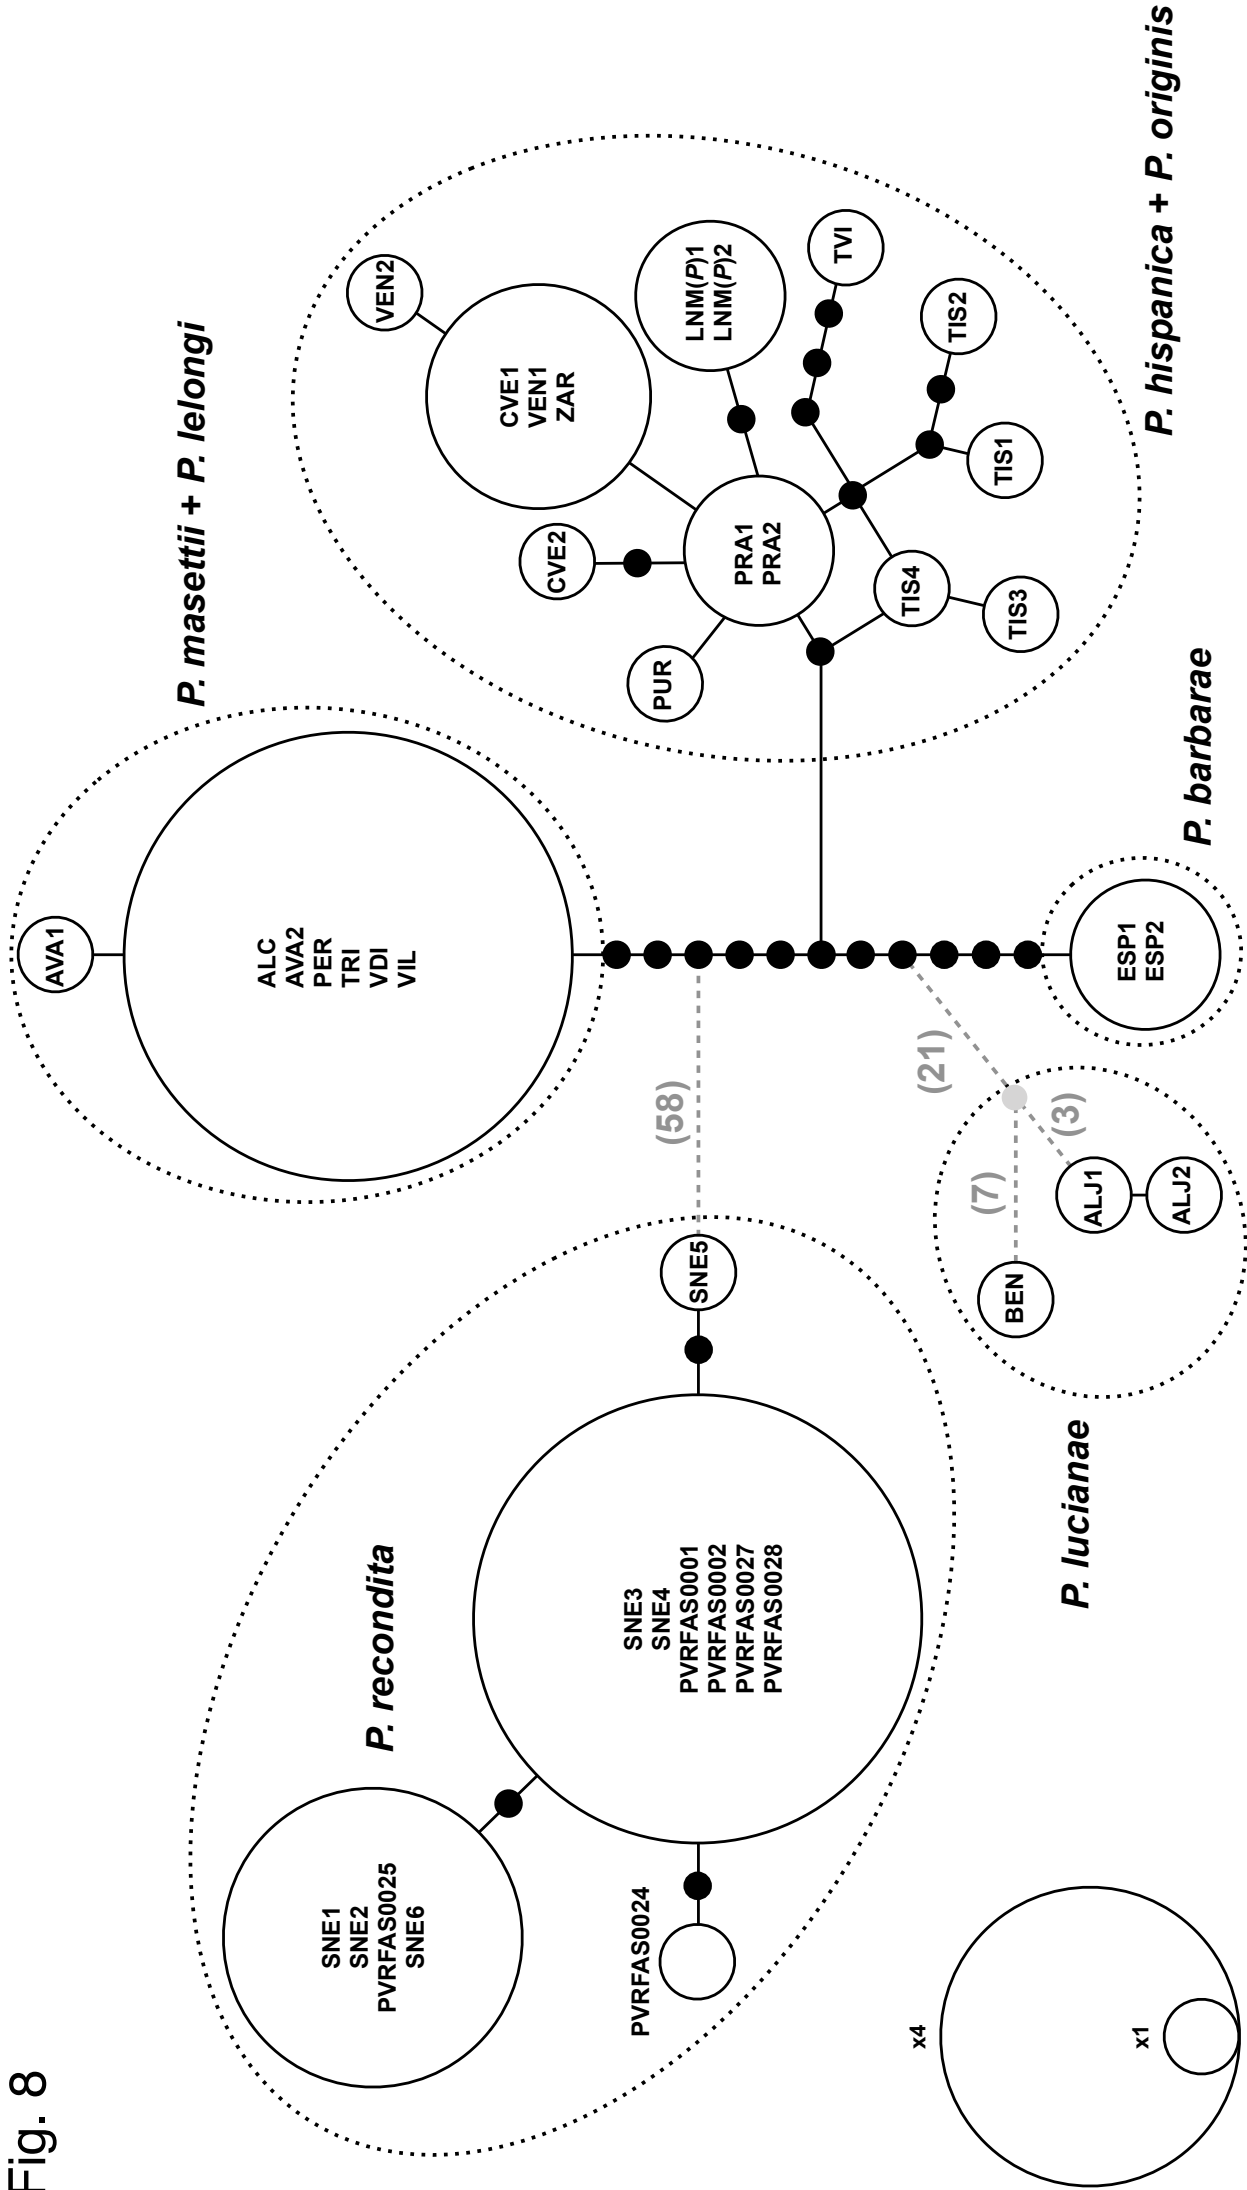 Fig. 8
P. recondita
SNE1
SNE2
PVRFAS0025
SNE6
PVRFAS0024
SNE3
SNE4
PVRFAS0001
PVRFAS0002
PVRFAS0027
PVRFAS0028
SNE5
x4
x1
(58)
P. masettii + P. lelongi
AVA1
ALC
AVA2
PER
TRI
VDI
VIL
P. lucianae
BEN
(7)
ALJ1
ALJ2
(3)
(21)
P. barbarae
ESP1
ESP2
P. hispanica + P. originis
PUR
CVE2
VEN2
CVE1
VEN1
ZAR
PRA1
PRA2
LNM(P)1
LNM(P)2
TVI
TIS2
TIS1
TIS4
TIS3